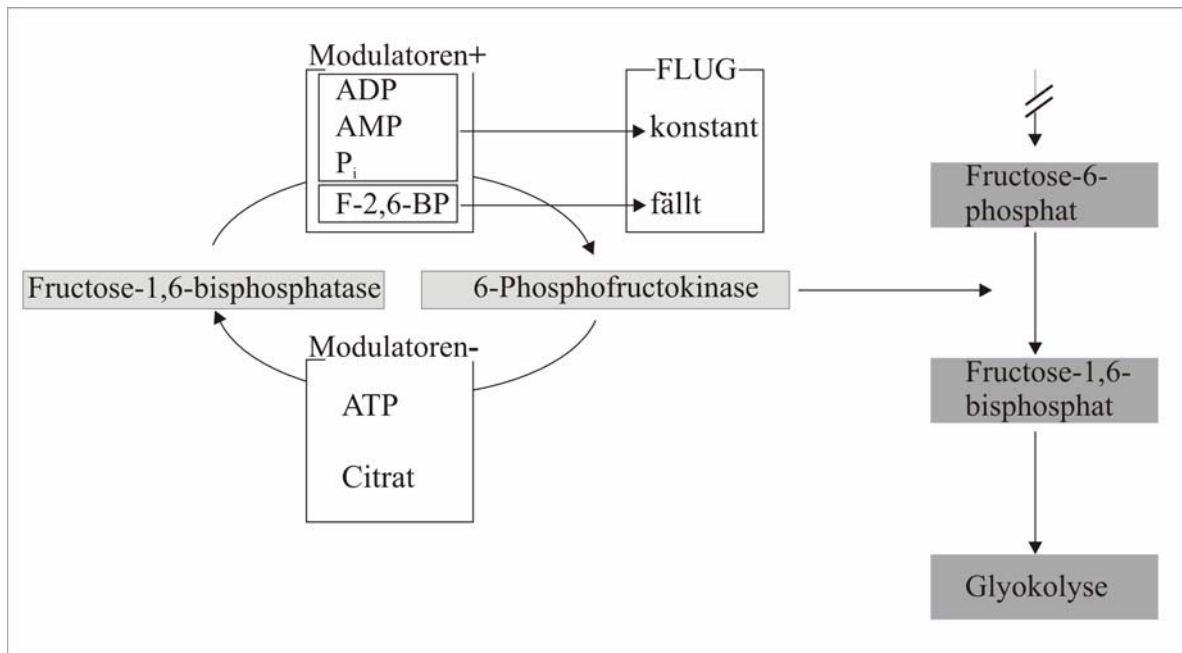 Modulatoren+
ADP
AMP
Pi
F-2,6-BP
FLUG
konstant
fällt
Fructose-6-
phosphat
Fructose-1,6-bisphosphatase
6-Phosphofructokinase
Modulatoren-
ATP
Citrat
Fructose-1,6-
bisphosphat
Glyokolyse